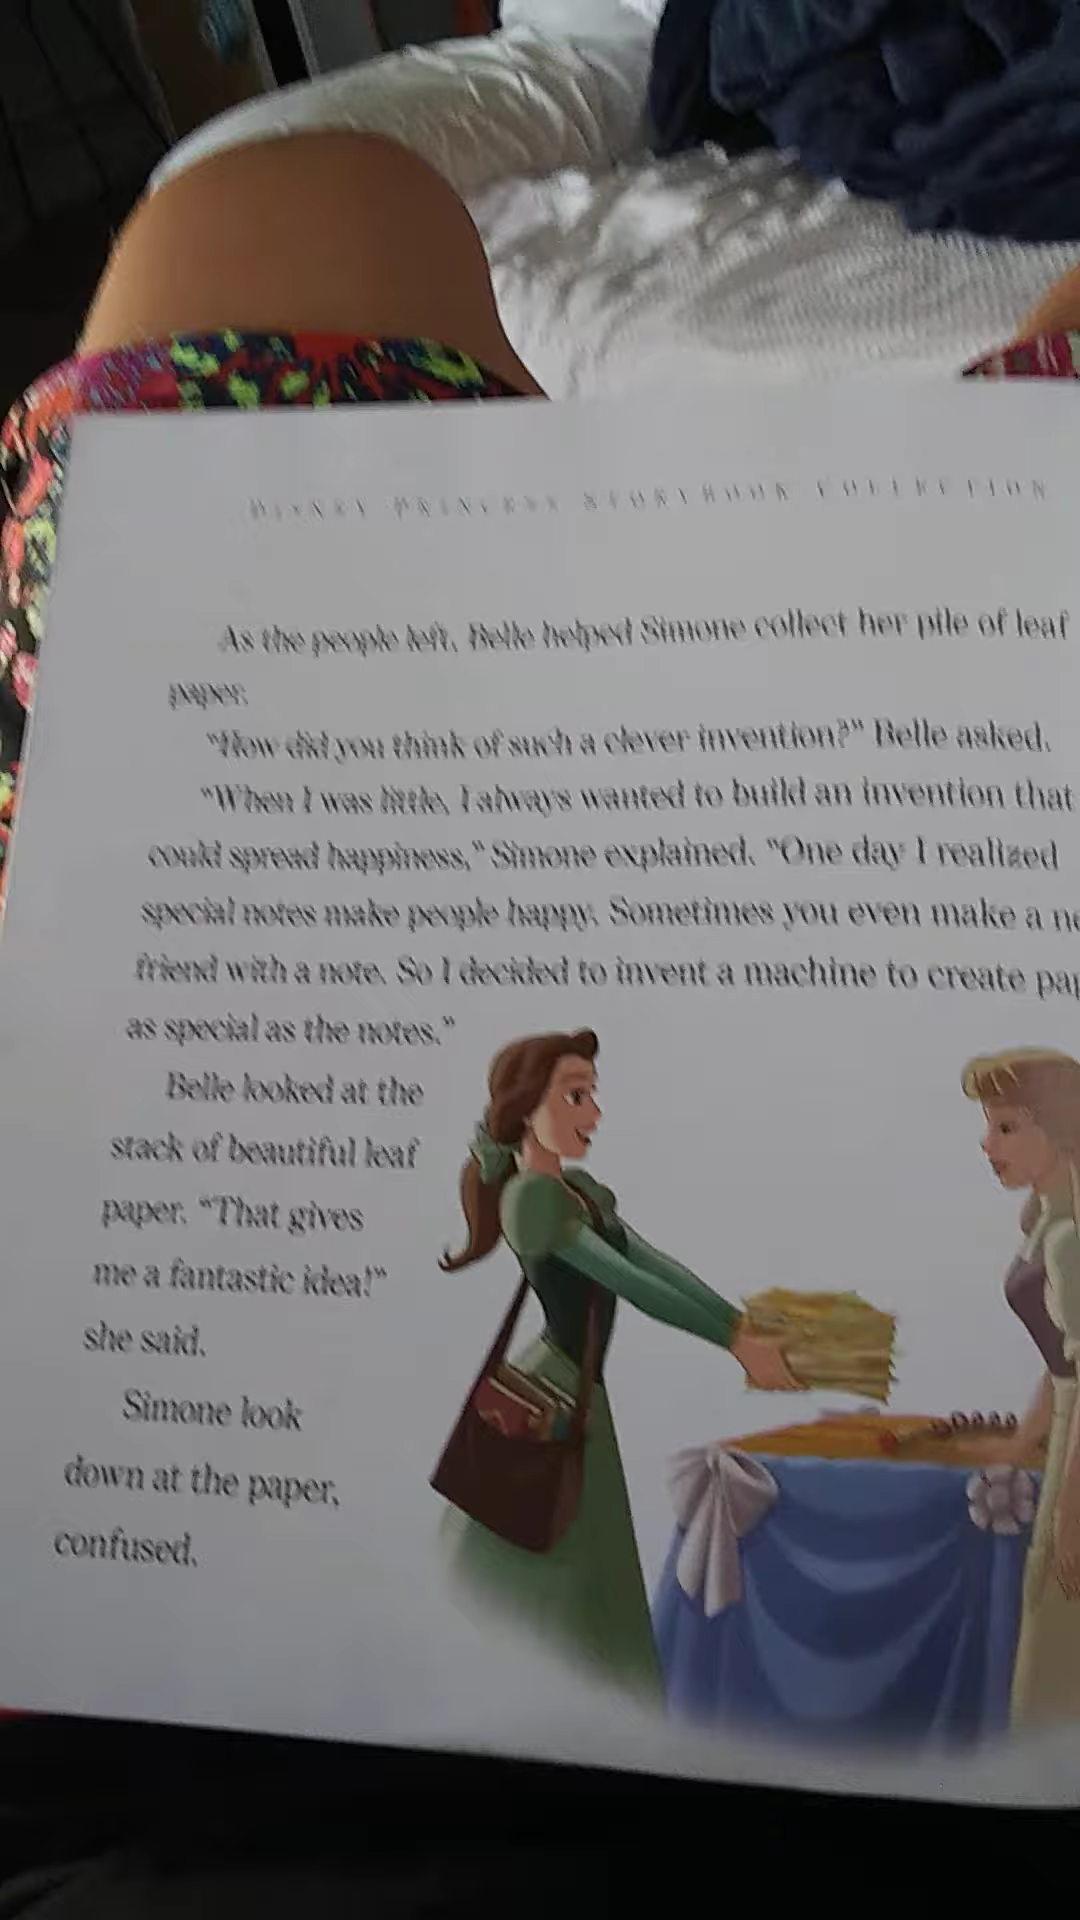 DISNEY PRINCESS STORYBOOK COLLECTION
As the people left, Belle helped Simone collect her pile of leaf
paper.
“How did you think of such a clever invention?” Belle asked.
“When I was little, I always wanted to build an invention that
could spread happiness,” Simone explained. “One day I realized
special notes make people happy. Sometimes you even make a
friend with a note. So I decided to invent a machine to create
as special as the notes.”
Belle looked at the
stack of beautiful leaf
paper. “That gives
me a fantastic idea!”
she said.
Simone look
down at the paper,
confused.